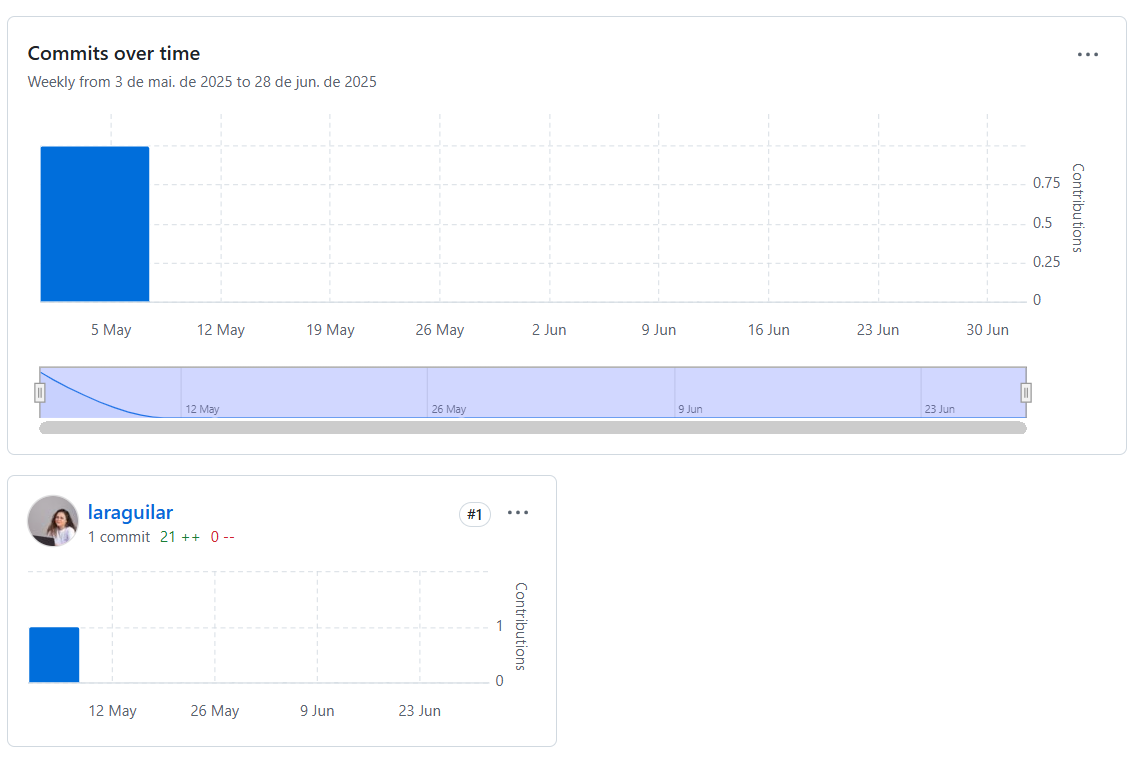 Commits over time
Weekly from 3 de mai. de 2025 to 28 de jun. de 2025
0.75
0.5
0.25
0
Contributions
5 May 12 May 19 May 26 May 2 Jun 9 Jun 16 Jun 23 Jun 30 Jun
12 May 26 May 9 Jun 23 Jun
laraguilar
#1
1 commit 21 ++ 0 --
1
0
Contributions
12 May 26 May 9 Jun 23 Jun